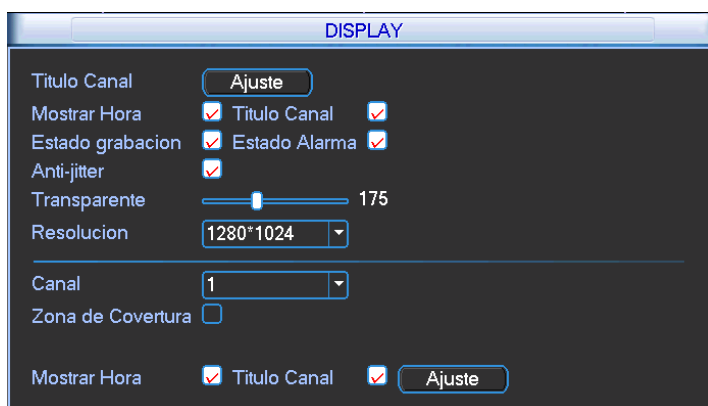 DISPLAY
Titulo Canal Ajuste
Mostrar Hora Titulo Canal
Estado grabacion Estado Alarma
Anti-jitter
Transparente 175
Resolucion 1280*1024
Canal 1
Zona de Covertura
Mostrar Hora Titulo Canal Ajuste